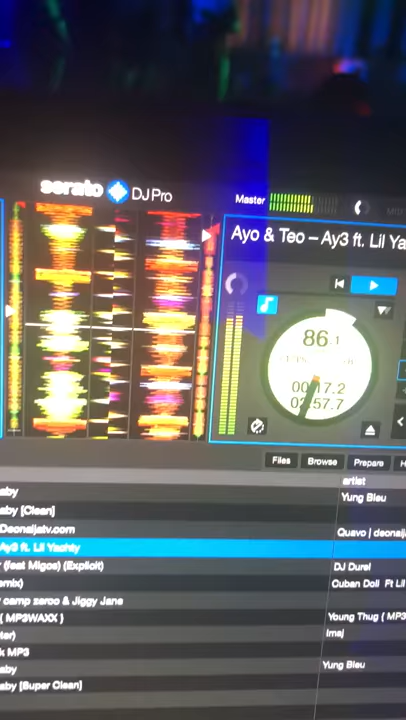 serato DJ Pro
Master
Ayo & Teo – Ay3 ft. Lil Ya
86.1
00:17.2
02:57.7
Files Browse Prepare H
artist
aby Yung Bleu
aby [Clean]
Deonaijatv.com Quavo | deonaij
Ay3 ft. Lil Yachty
(feat Migos) (Explicit) DJ Durel
emix) Cuban Doll Ft Lil
camp zeroo & Jiggy Jane
( MP3WAXX ) Young Thug ( MP3
ter) Imaj
k MP3
aby Yung Bleu
aby [Super Clean]